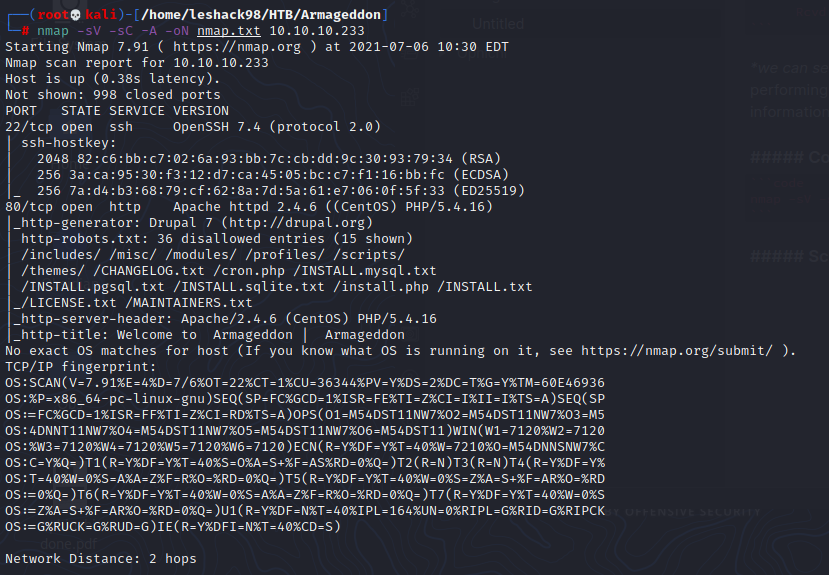 (root💀kali)-[/home/leshack98/HTB/Armageddon]
# nmap -sV -sC -A -oN nmap.txt 10.10.10.233
Starting Nmap 7.91 ( https://nmap.org ) at 2021-07-06 10:30 EDT
Nmap scan report for 10.10.10.233
Host is up (0.38s latency).
Not shown: 998 closed ports
PORT   STATE SERVICE VERSION
22/tcp open  ssh     OpenSSH 7.4 (protocol 2.0)
| ssh-hostkey:
|   2048 82:c6:bb:c7:02:6a:93:bb:7c:cb:dd:9c:30:93:79:34 (RSA)
|   256 3a:ca:95:30:f3:12:d7:ca:45:05:bc:c7:f1:16:bb:fc (ECDSA)
|_  256 7a:d4:b3:68:79:cf:62:8a:7d:5a:61:e7:06:0f:5f:33 (ED25519)
80/tcp open  http    Apache httpd 2.4.6 ((CentOS) PHP/5.4.16)
|_http-generator: Drupal 7 (http://drupal.org)
| http-robots.txt: 36 disallowed entries (15 shown)
| /includes/ /misc/ /modules/ /profiles/ /scripts/
| /themes/ /CHANGELOG.txt /cron.php /INSTALL.mysql.txt
| /INSTALL.pgsql.txt /INSTALL.sqlite.txt /install.php /INSTALL.txt
|_/LICENSE.txt /MAINTAINERS.txt
|_http-server-header: Apache/2.4.6 (CentOS) PHP/5.4.16
|_http-title: Welcome to  Armageddon |  Armageddon
No exact OS matches for host (If you know what OS is running on it, see https://nmap.org/submit/ ).
TCP/IP fingerprint:
OS:SCAN(V=7.91%E=4%D=7/6%OT=22%CT=1%CU=36344%PV=Y%DS=2%DC=T%G=Y%TM=60E46936
OS:%P=x86_64-pc-linux-gnu)SEQ(SP=FC%GCD=1%ISR=FE%TI=Z%CI=I%II=I%TS=A)SEQ(SP
OS:=FC%GCD=1%ISR=FF%TI=Z%CI=RD%TS=A)OPS(O1=M54DST11NW7%O2=M54DST11NW7%O3=M5
OS:4DNNT11NW7%O4=M54DST11NW7%O5=M54DST11NW7%O6=M54DST11)WIN(W1=7120%W2=7120
OS:%W3=7120%W4=7120%W5=7120%W6=7120)ECN(R=Y%DF=Y%T=40%W=7210%O=M54DNNSNW7%C
OS:C=Y%Q=)T1(R=Y%DF=Y%T=40%S=O%A=S+%F=AS%RD=0%Q=)T2(R=N)T3(R=N)T4(R=Y%DF=Y%
OS:T=40%W=0%S=A%A=Z%F=R%O=%RD=0%Q=)T5(R=Y%DF=Y%T=40%W=0%S=Z%A=S+%F=AR%O=%RD
OS:=0%Q=)T6(R=Y%DF=Y%T=40%W=0%S=A%A=Z%F=R%O=%RD=0%Q=)T7(R=Y%DF=Y%T=40%W=0%S
OS:=Z%A=S+%F=AR%O=%RD=0%Q=)U1(R=Y%DF=N%T=40%IPL=164%UN=0%RIPL=G%RID=G%RIPCK
OS:=G%RUCK=G%RUD=G)IE(R=Y%DFI=N%T=40%CD=S)
Network Distance: 2 hops
Untitled
*we can se
performing
information
##### Co
##### Sc
OFFENSIVE SECURITY
done.pdf